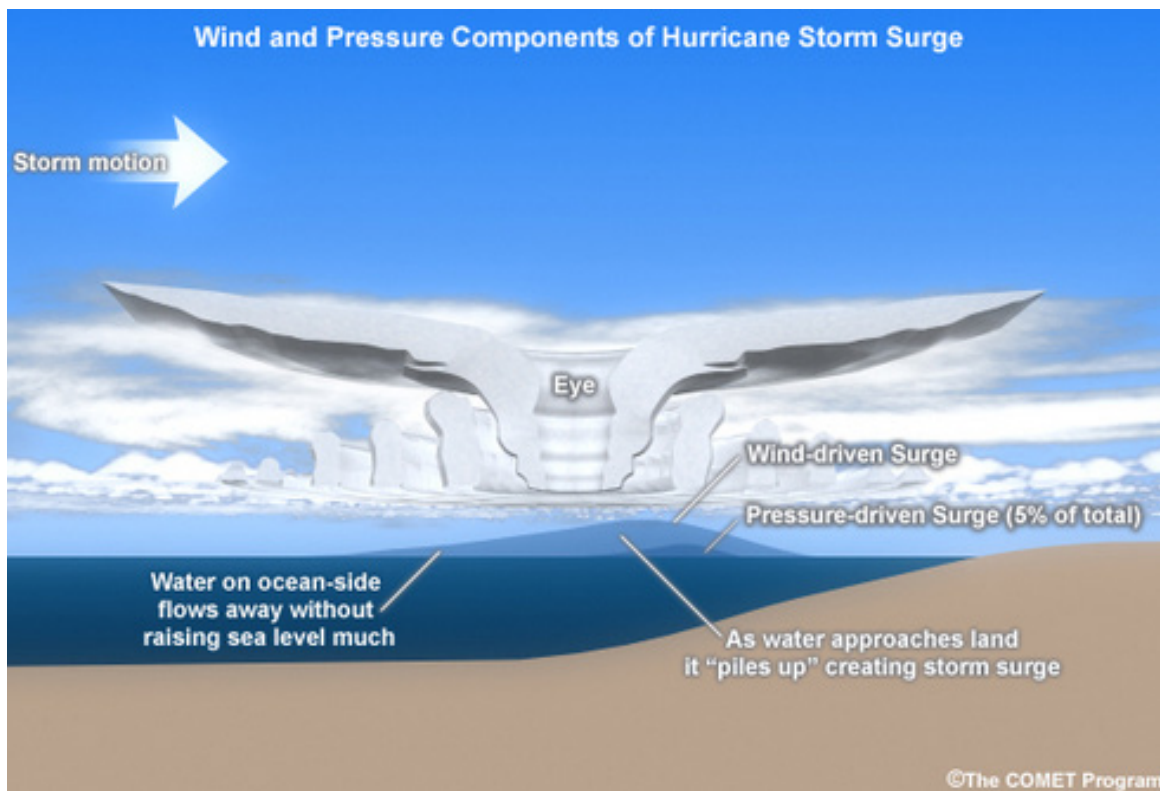 Wind and Pressure Components of Hurricane Storm Surge
Storm motion
Eye
Wind-driven Surge
Pressure-driven Surge (5% of total)
Water on ocean-side
flows away without
raising sea level much
As water approaches land
it “piles up” creating storm surge
©The COMET Program